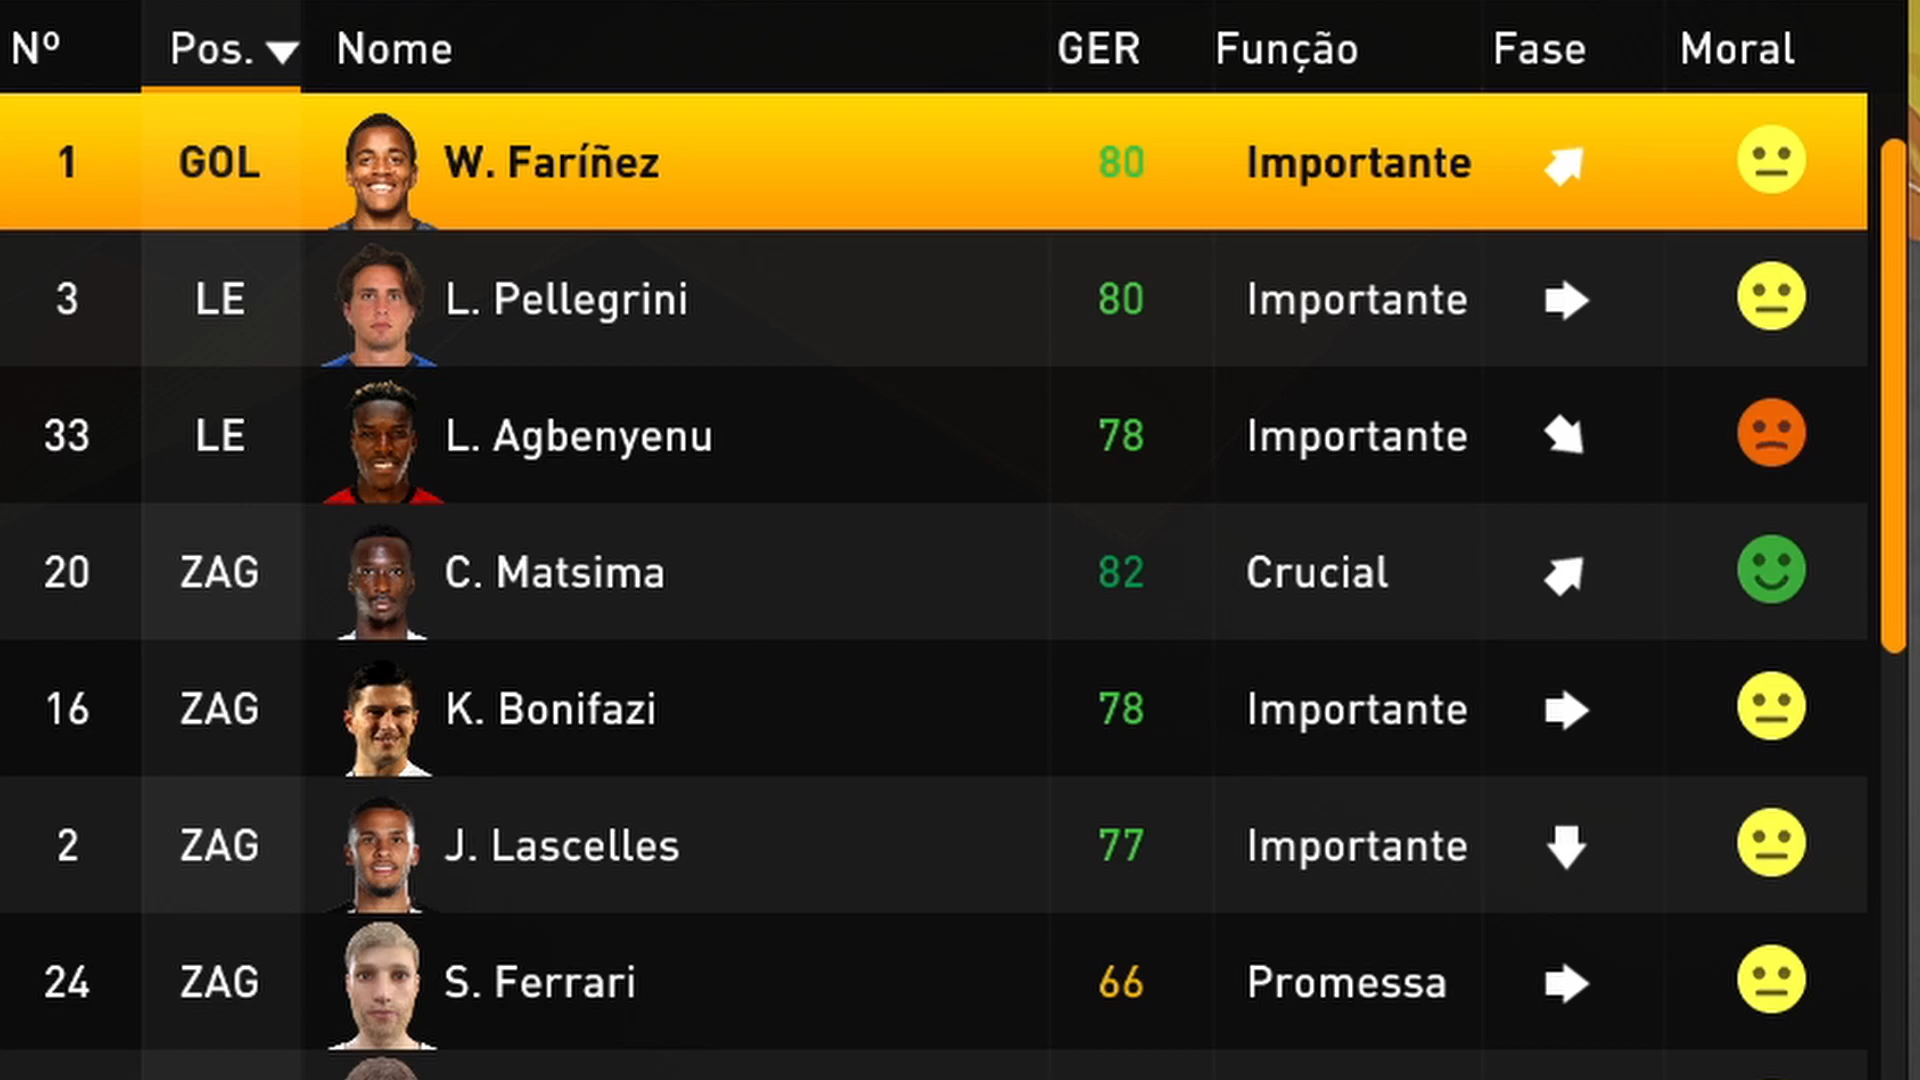 Nº Pos. Nome GER Função Fase Moral
1 GOL W. Faríñez 80 Importante
3 LE L. Pellegrini 80 Importante
33 LE L. Agbenyenu 78 Importante
20 ZAG C. Matsima 82 Crucial
16 ZAG K. Bonifazi 78 Importante
2 ZAG J. Lascelles 77 Importante
24 ZAG S. Ferrari 66 Promessa